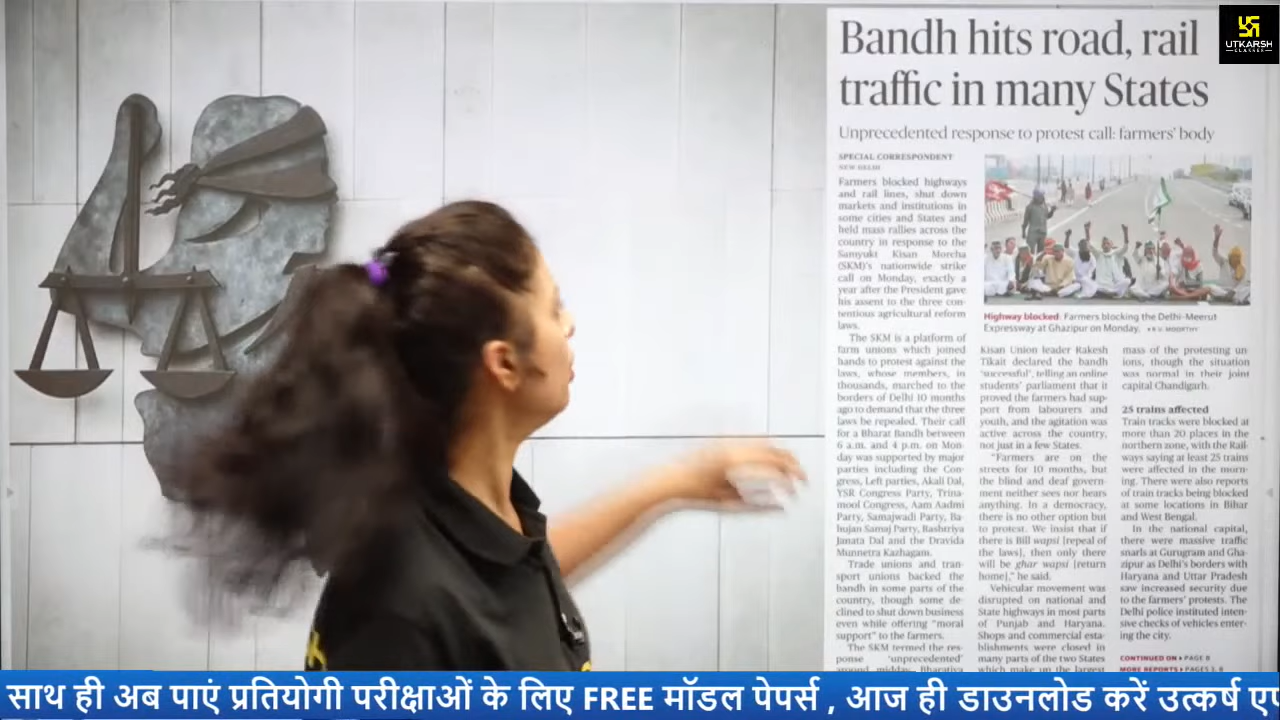 UTKARSH
CLASSES
Bandh hits road, rail
traffic in many States
Unprecedented response to protest call: farmers' body
SPECIAL CORRESPONDENT
NEW DELHI
Farmers blocked highways
and rail lines, shut down
markets and institutions in
some cities and States and
held mass rallies across the
country in response to the
Samyukt Kisan Morcha
(SKM)'s nationwide strike
call on Monday, exactly a
year after the President gave
his assent to the three con-
tentious agricultural reform
laws.
The SKM is a platform of
farm unions which joined
hands to protest against the
laws, whose members, in
thousands, marched to the
borders of Delhi 10 months
ago to demand that the three
laws be repealed. Their call
for a Bharat Bandh between
6 a.m. and 4 p.m. on Mon-
day was supported by major
parties including the Con-
gress, Left parties, Akali Dal,
YSR Congress Party, Trina-
mool Congress, Aam Aadmi
Party, Samajwadi Party, Ba-
hujan Samaj Party, Rashtriya
Janata Dal and the Dravida
Munnetra Kazhagam.
Trade unions and tran-
sport unions backed the
bandh in some parts of the
country, though some de-
clined to shut down business
even while offering "moral
support" to the farmers.
The SKM termed the res-
ponse 'unprecedented'
around midday. Bharatiya
Highway blocked: Farmers blocking the Delhi-Meerut
Expressway at Ghazipur on Monday. R.V. MOORTHY
Kisan Union leader Rakesh
Tikait declared the bandh
'successful', telling an online
students' parliament that it
proved the farmers had sup-
port from labourers and
youth, and the agitation was
active across the country,
not just in a few States.
"Farmers are on the
streets for 10 months, but
the blind and deaf govern-
ment neither sees nor hears
anything. In a democracy,
there is no other option but
to protest. We insist that if
there is Bill wapsi [repeal of
the laws], then only there
will be ghar wapsi [return
home]," he said.
Vehicular movement was
disrupted on national and
State highways in most parts
of Punjab and Haryana.
Shops and commercial esta-
blishments were closed in
many parts of the two States
which make up the largest
mass of the protesting un-
ions, though the situation
was normal in their joint
capital Chandigarh.
25 trains affected
Train tracks were blocked at
more than 20 places in the
northern zone, with the Rail-
ways saying at least 25 trains
were affected in the morn-
ing. There were also reports
of train tracks being blocked
at some locations in Bihar
and West Bengal.
In the national capital,
there were massive traffic
snarls at Gurugram and Gha-
zipur as Delhi's borders with
Haryana and Uttar Pradesh
saw increased security due
to the farmers' protests. The
Delhi police instituted inten-
sive checks of vehicles enter-
ing the city.
CONTINUED ON ▸ PAGE 8
MORE REPORTS ▸ PAGES 3, 8
साथ ही अब पाएं प्रतियोगी परीक्षाओं के लिए FREE मॉडल पेपर्स , आज ही डाउनलोड करें उत्कर्ष